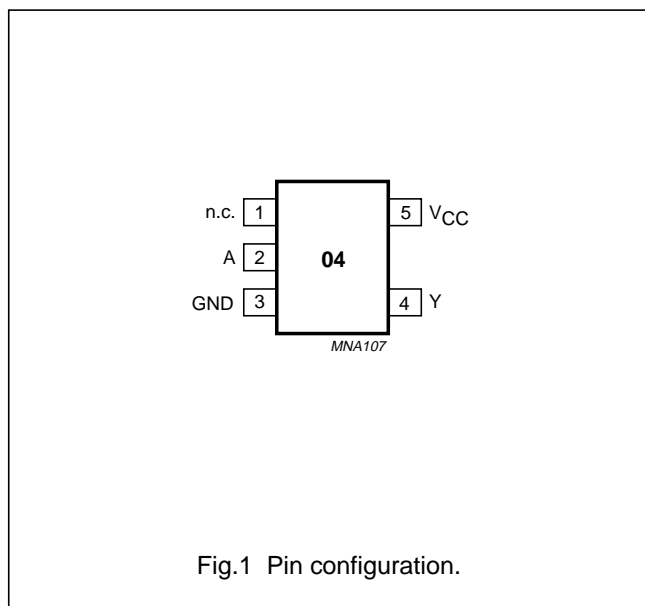 n.c. 1 5 VCC
A 2 04
GND 3 4 Y
MNA107
Fig.1 Pin configuration.